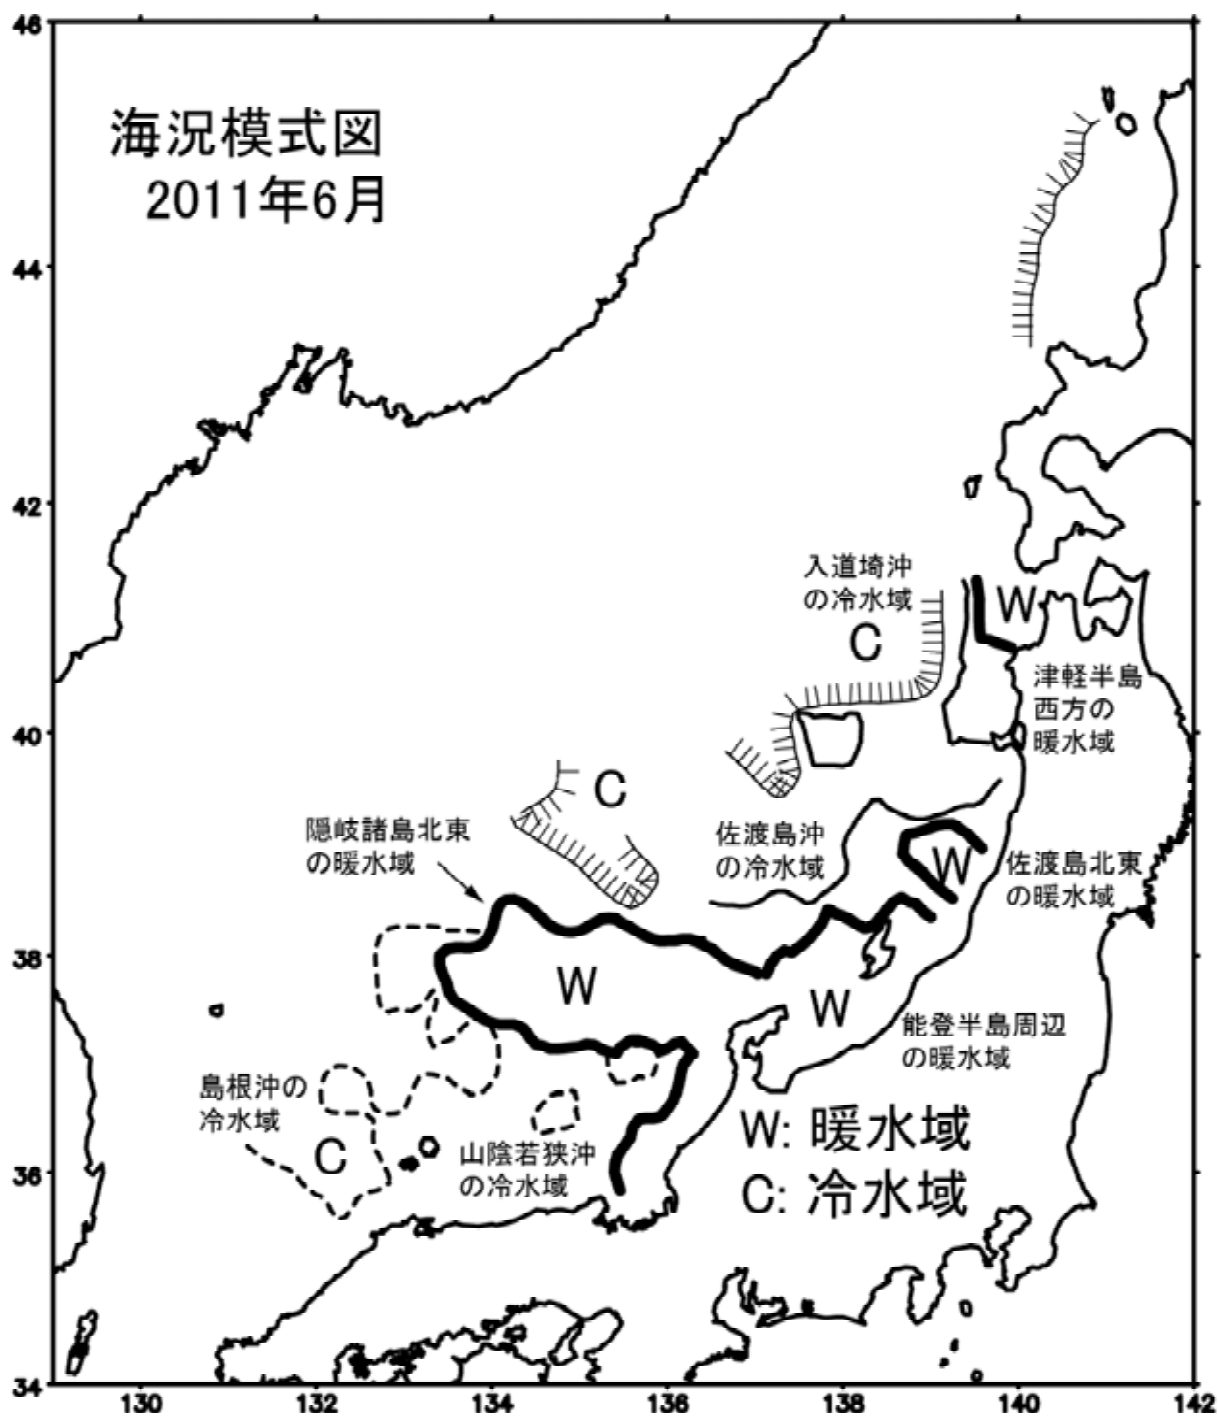 海況模式図
2011年6月
入道埼沖
の冷水域
C
W
津軽半島
西方の
暖水域
C
隠岐諸島北東
の暖水域
佐渡島沖
の冷水域
W
佐渡島北東
の暖水域
W
W
能登半島周辺
の暖水域
島根沖の
冷水域
C
山陰若狭沖
の冷水域
W: 暖水域
C: 冷水域
46
44
42
40
38
36
34
130
132
134
136
138
140
142